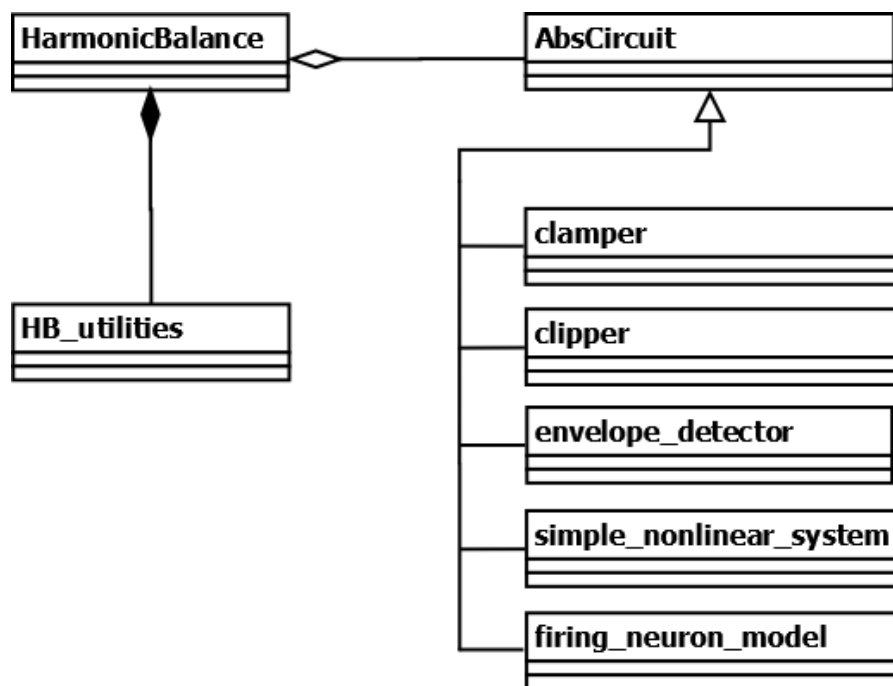 HarmonicBalance
AbsCircuit
clamper
HB_utilities
clipper
envelope_detector
simple_nonlinear_system
firing_neuron_model